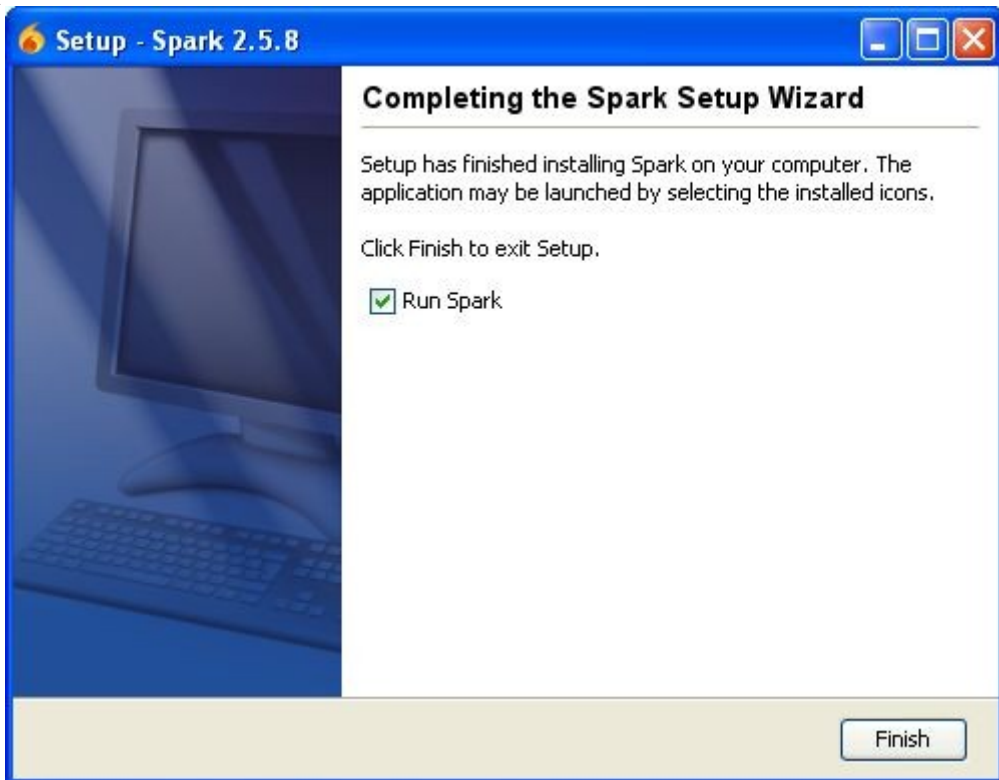 Setup - Spark 2.5.8
Completing the Spark Setup Wizard
Setup has finished installing Spark on your computer. The
application may be launched by selecting the installed icons.
Click Finish to exit Setup.
Run Spark
Finish